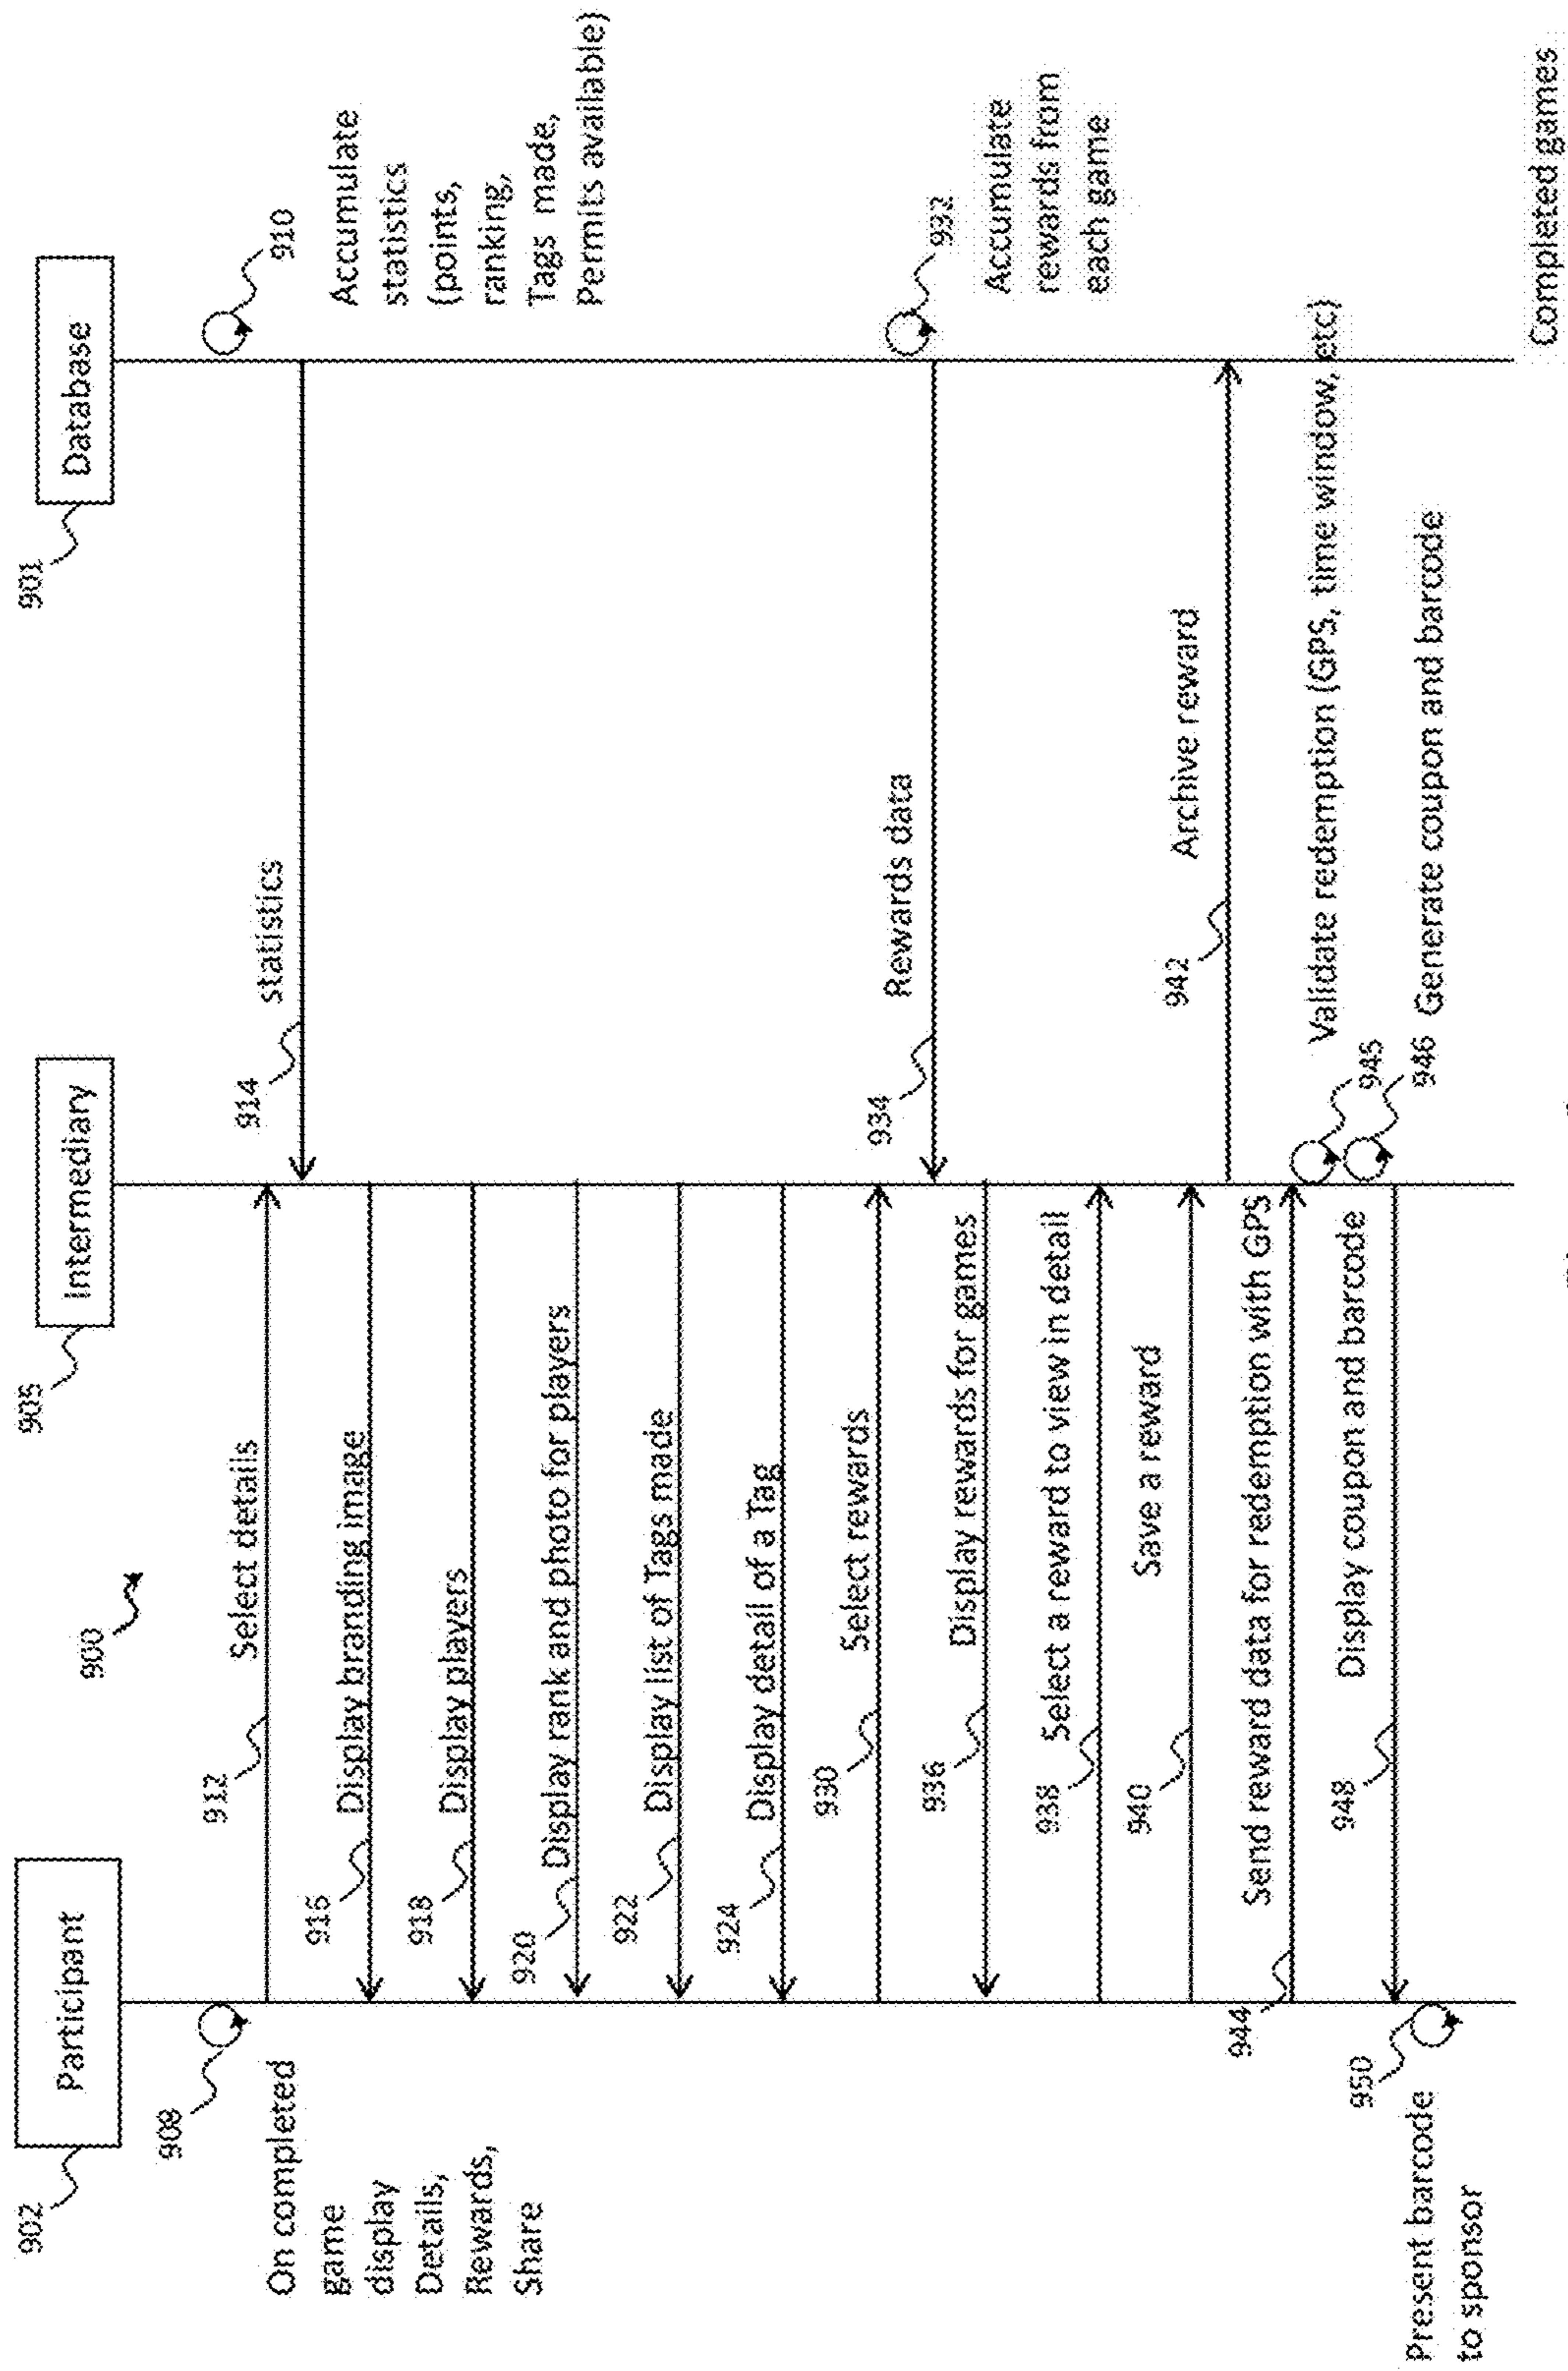 900
902
Participant
905
Intermediary
901
Database
908
On completed
game
display
Details,
Rewards,
Share
910
Accumulate
statistics
(points,
ranking,
Tags made,
Permits available)
912
Select details
914
statistics
916
Display branding image
918
Display players
920
Display rank and photo for players
922
Display list of Tags made
924
Display detail of a Tag
930
Select rewards
932
Accumulate
rewards from
each game
934
Rewards data
936
Display rewards for games
938
Select a reward to view in detail
940
Save a reward
942
Archive reward
944
Send reward data for redemption with GPS
Validate redemption (GPS, time window, etc)
945
946 Generate coupon and barcode
948
Display coupon and barcode
950
Present barcode
to sponsor
Completed games